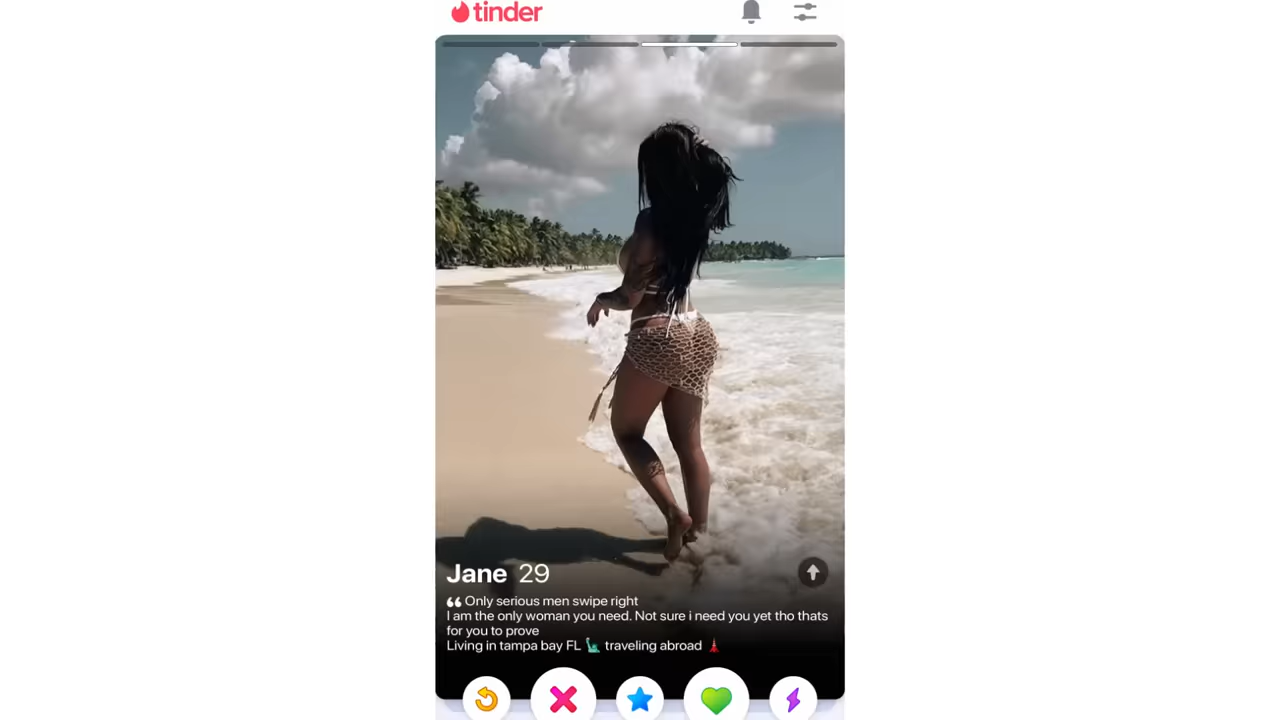 tinder
Jane 29
❝ Only serious men swipe right
I am the only woman you need. Not sure i need you yet tho thats
for you to prove
Living in tampa bay FL 🗽 traveling abroad 🗼